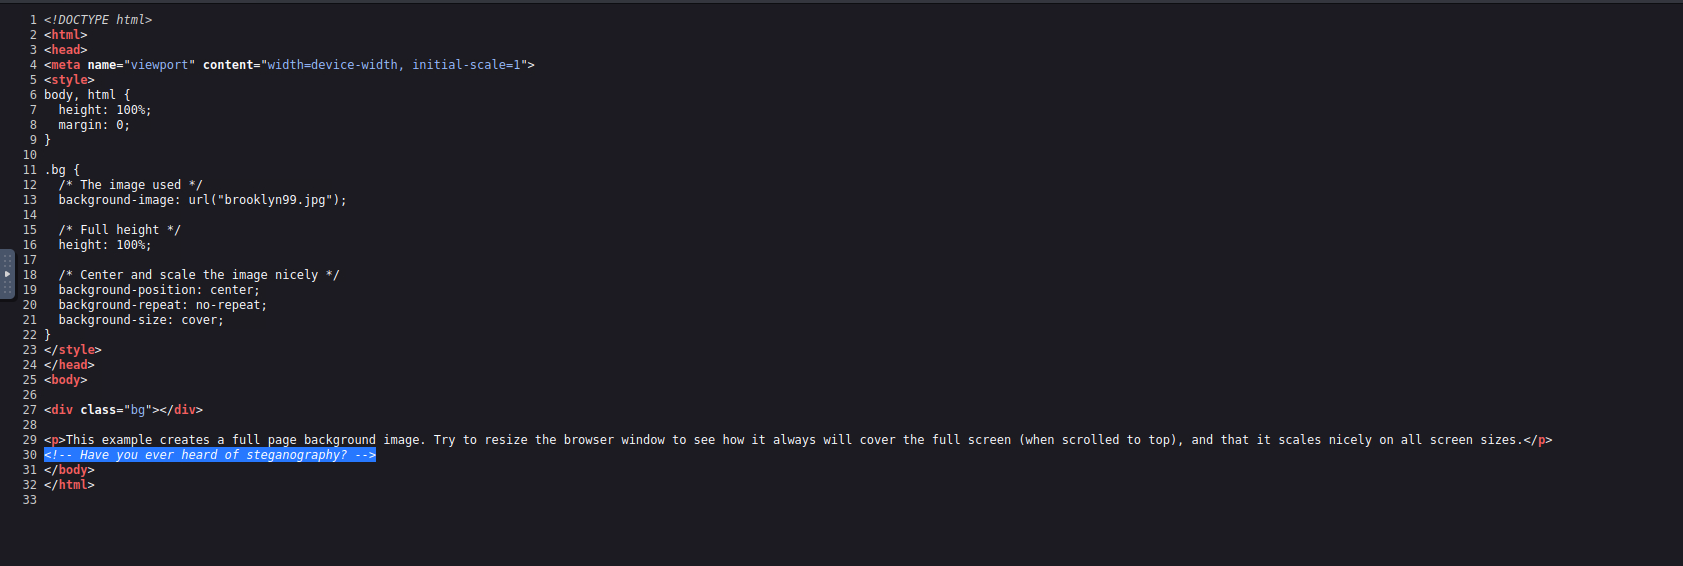 1 <!DOCTYPE html>
2 <html>
3 <head>
4 <meta name="viewport" content="width=device-width, initial-scale=1">
5 <style>
6 body, html {
7   height: 100%;
8   margin: 0;
9 }
10
11 .bg {
12   /* The image used */
13   background-image: url("brooklyn99.jpg");
14
15   /* Full height */
16   height: 100%;
17
18   /* Center and scale the image nicely */
19   background-position: center;
20   background-repeat: no-repeat;
21   background-size: cover;
22 }
23 </style>
24 </head>
25 <body>
26
27 <div class="bg"></div>
28
29 <p>This example creates a full page background image. Try to resize the browser window to see how it always will cover the full screen (when scrolled to top), and that it scales nicely on all screen sizes.</p>
30 <!-- Have you ever heard of steganography? -->
31 </body>
32 </html>
33